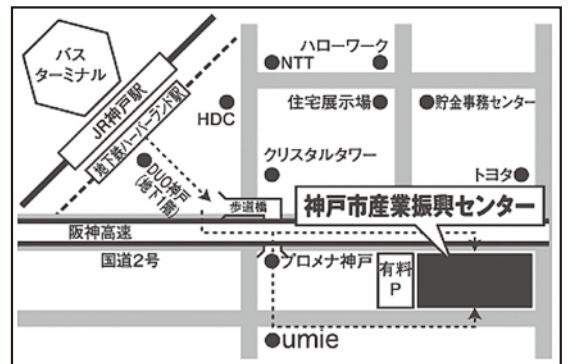 バス
ターミナル
JR神戸駅
地下鉄ハーバーランド駅
DUO神戸
(地下1階)
HDC
ハローワーク
NTT
住宅展示場
貯金事務センター
クリスタルタワー
トヨタ
歩道橋
神戸市産業振興センター
阪神高速
国道2号
プロメナ神戸
有料
P
umie